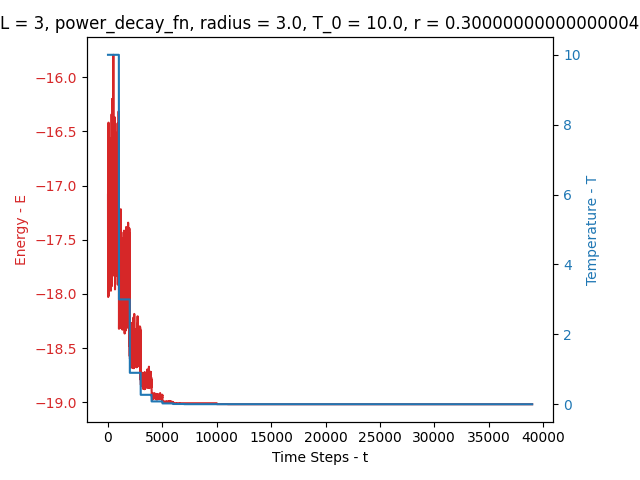 L = 3, power_decay_fn, radius = 3.0, T_0 = 10.0, r = 0.30000000000000004
−16.0
−16.5
−17.0
−17.5
−18.0
−18.5
−19.0
Energy - E
10
8
6
4
2
0
Temperature - T
0 5000 10000 15000 20000 25000 30000 35000 40000
Time Steps - t